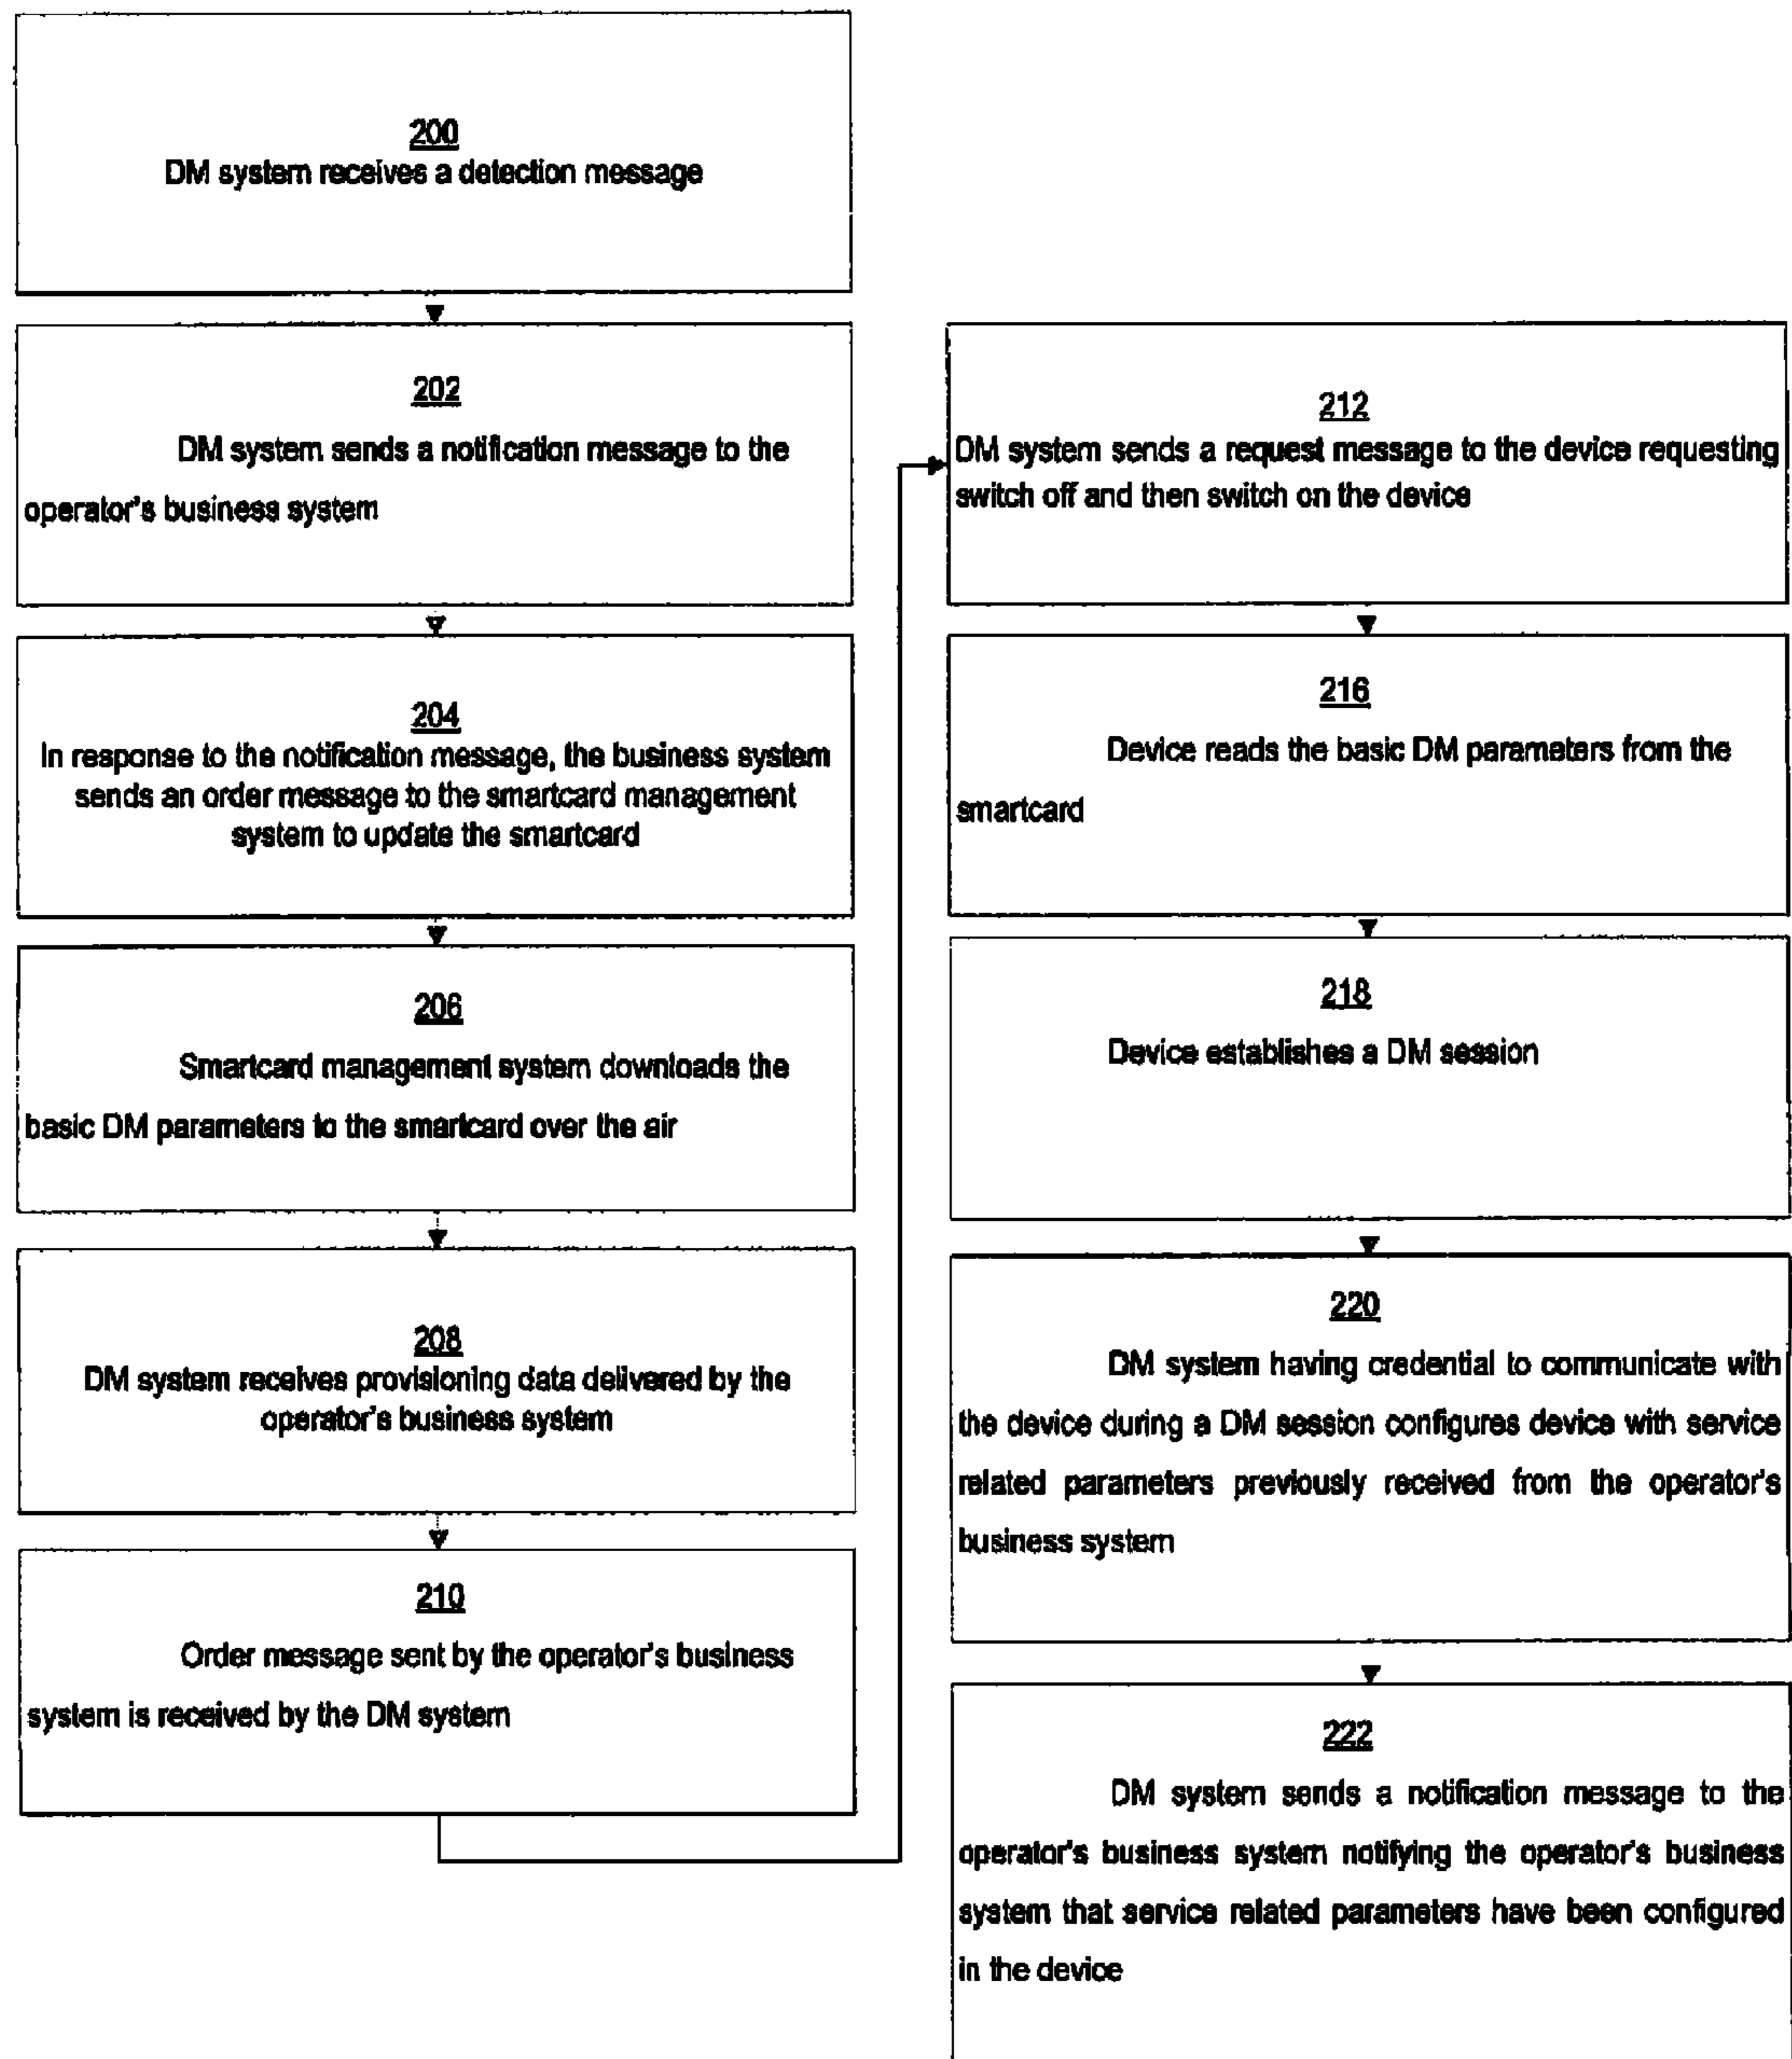 200
DM system receives a detection message
202
DM system sends a notification message to the
operator's business system
204
In response to the notification message, the business system
sends an order message to the smartcard management
system to update the smartcard
206
Smartcard management system downloads the
basic DM parameters to the smartcard over the air
208
DM system receives provisioning data delivered by the
operator's business system
210
Order message sent by the operator's business
system is received by the DM system
212
DM system sends a request message to the device requesting
switch off and then switch on the device
216
Device reads the basic DM parameters from the
smartcard
218
Device establishes a DM session
220
DM system having credential to communicate with
the device during a DM session configures device with service
related parameters previously received from the operator's
business system
222
DM system sends a notification message to the
operator's business system notifying the operator's business
system that service related parameters have been configured
in the device